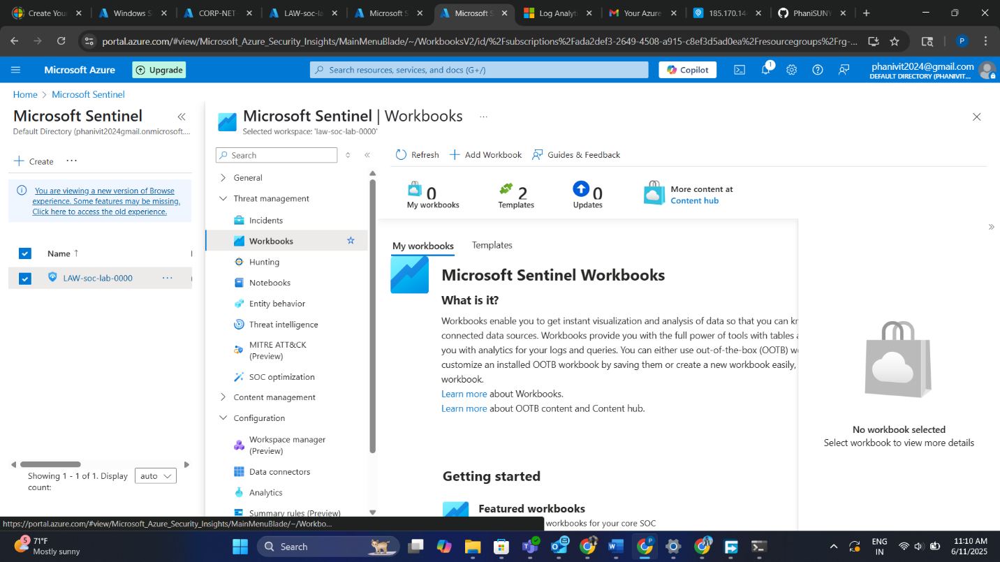 Create Your
Windows S
CORP-NET-
LAW-soc-la
Microsoft S
Microsoft S
Log Analyt
Your Azure
185.170.14
PhaniSUNY
portal.azure.com/#view/Microsoft_Azure_Security_Insights/MainMenuBlade/~/WorkbooksV2/id/%2Fsubscriptions%2Fada2def3-2649-4508-a915-c8ef3d5ad0ea%2Fresourcegroups%2Frg-...
P
Microsoft Azure
Upgrade
Search resources, services, and docs (G+/)
Copilot
1
phanivit2024@gmail.com
DEFAULT DIRECTORY (PHANIVIT...
Home > Microsoft Sentinel
Microsoft Sentinel
Default Directory (phanivit2024gmail.onmicrosoft....
Create
...
You are viewing a new version of Browse
experience. Some features may be missing.
Click here to access the old experience.
Name ↑
LAW-soc-lab-0000
...
Showing 1 - 1 of 1. Display
count:
auto
Microsoft Sentinel | Workbooks
...
Selected workspace: 'law-soc-lab-0000'
Search
General
Threat management
Incidents
Workbooks
Hunting
Notebooks
Entity behavior
Threat intelligence
MITRE ATT&CK
(Preview)
SOC optimization
Content management
Configuration
Workspace manager
(Preview)
Data connectors
Analytics
Summary rules (Preview)
Refresh
Add Workbook
Guides & Feedback
0
My workbooks
2
Templates
0
Updates
More content at
Content hub
My workbooks
Templates
Microsoft Sentinel Workbooks
What is it?
Workbooks enable you to get instant visualization and analysis of data so that you can kn
connected data sources. Workbooks provide you with the full power of tools with tables a
you with analytics for your logs and queries. You can either use out-of-the-box (OOTB) w
customize an installed OOTB workbook by saving them or create a new workbook easily,
workbook.
Learn more about Workbooks.
Learn more about OOTB content and Content hub.
Getting started
Featured workbooks
workbooks for your core SOC
No workbook selected
Select workbook to view more details
https://portal.azure.com/#view/Microsoft_Azure_Security_Insights/MainMenuBlade/~/Workbo...
5
71°F
Mostly sunny
Search
P
ENG
IN
11:10 AM
6/11/2025